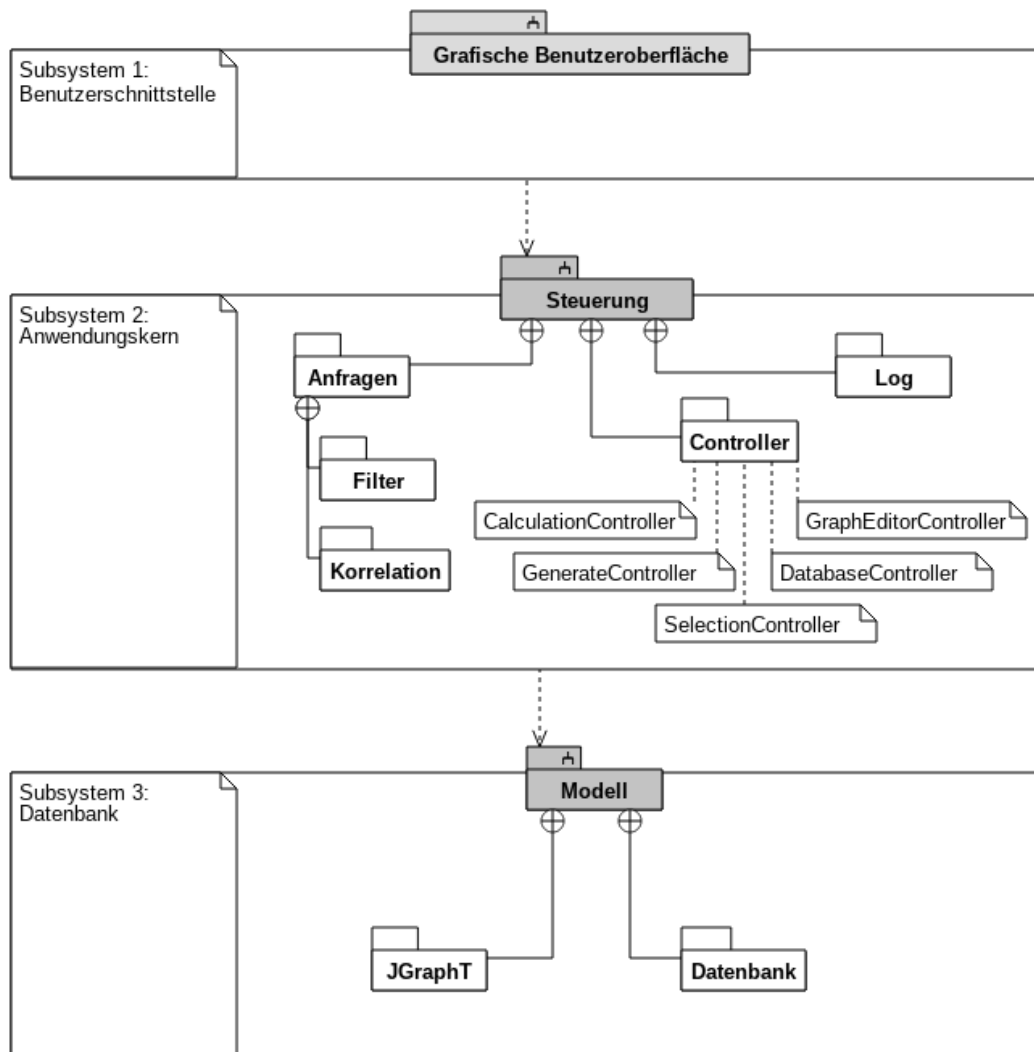 Grafische Benutzeroberfläche
Subsystem 1:
Benutzerschnittstelle
Steuerung
Subsystem 2:
Anwendungskern
Anfragen
Log
Controller
Filter
CalculationController
GraphEditorController
Korrelation
GenerateController
DatabaseController
SelectionController
Modell
Subsystem 3:
Datenbank
JGraphT
Datenbank